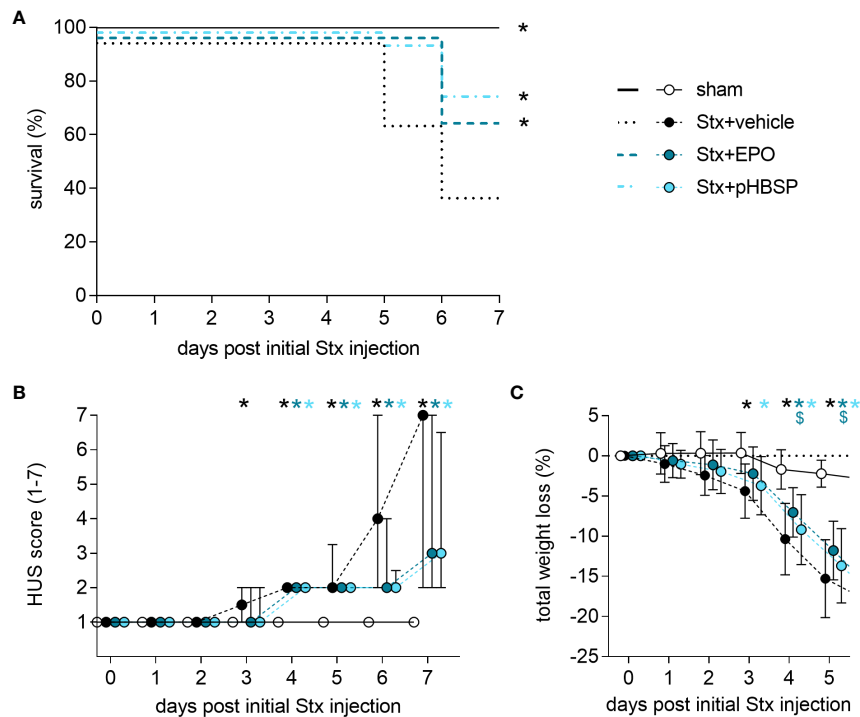 A
100
80
60
40
20
0
survival (%)
0 1 2 3 4 5 6 7
days post initial Stx injection
*
*
*
sham
Stx+vehicle
Stx+EPO
Stx+pHBSP
B
* *** *** *** ***
7
6
5
4
3
2
1
HUS score (1-7)
0 1 2 3 4 5 6 7
days post initial Stx injection
C
* * *** ***
$ $
5
0
-5
-10
-15
-20
-25
total weight loss (%)
0 1 2 3 4 5
days post initial Stx injection